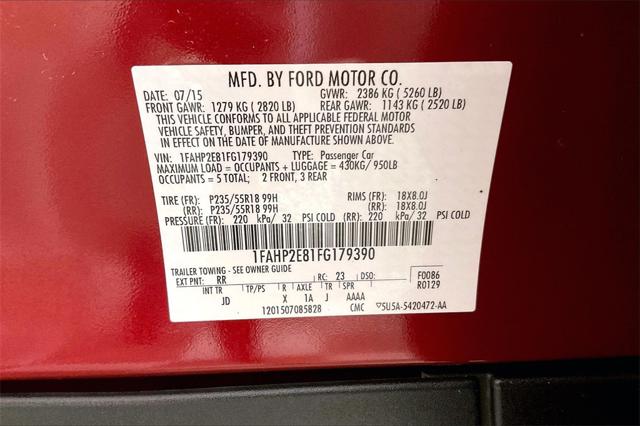 MFD. BY FORD MOTOR CO.
DATE: 07/15 GVWR: 2386 KG ( 5260 LB)
FRONT GAWR: 1279 KG ( 2820 LB) REAR GAWR: 1143 KG ( 2520 LB)
THIS VEHICLE CONFORMS TO ALL APPLICABLE FEDERAL MOTOR
VEHICLE SAFETY, BUMPER, AND THEFT PREVENTION STANDARDS
IN EFFECT ON THE DATE OF MANUFACTURE SHOWN ABOVE.
VIN: 1FAHP2E81FG179390 TYPE: Passenger Car
MAXIMUM LOAD = OCCUPANTS + LUGGAGE = 430KG/ 950LB
OCCUPANTS = 5 TOTAL; 2 FRONT, 3 REAR
TIRE (FR): P235/55R18 99H RIMS (FR): 18X8.0J
(RR): P235/55R18 99H (RR): 18X8.0J
PRESSURE (FR): 220 kPa/ 32 PSI COLD (RR): 220 kPa/ 32 PSI COLD
1FAHP2E81FG179390
TRAILER TOWING - SEE OWNER GUIDE
EXT PNT: RR RC: 23 DSO: F0086
R0129
INT TR TP/PS R AXLE TR SPR
JD X 1A J AAAA
1201507085828 CMC ▽5U5A-5420472-AA